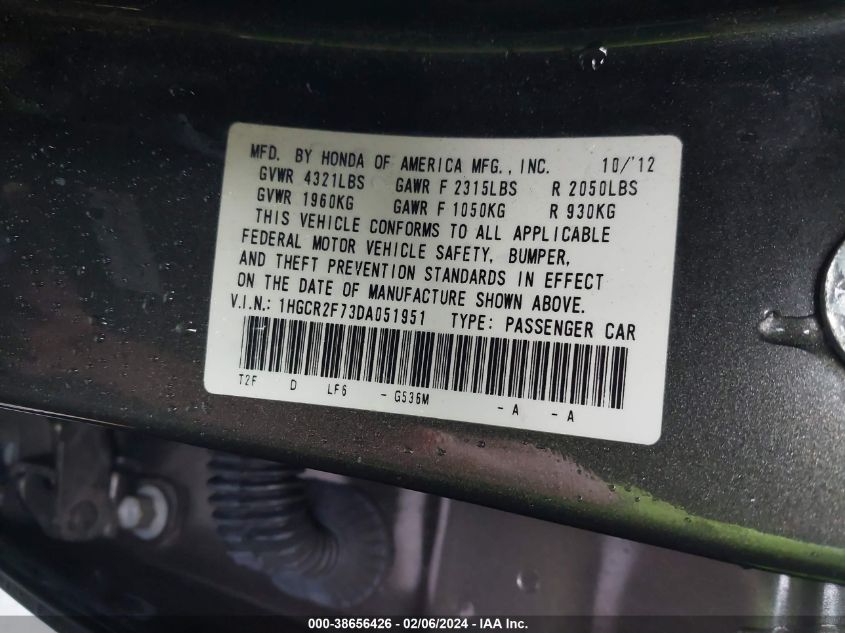 MFD. BY HONDA OF AMERICA MFG., INC. 10/'12
GVWR 4321LBS GAWR F 2315LBS R 2050LBS
GVWR 1960KG GAWR F 1050KG R 930KG
THIS VEHICLE CONFORMS TO ALL APPLICABLE
FEDERAL MOTOR VEHICLE SAFETY, BUMPER,
AND THEFT PREVENTION STANDARDS IN EFFECT
ON THE DATE OF MANUFACTURE SHOWN ABOVE.
V.I.N.: 1HGCR2F73DA051951 TYPE: PASSENGER CAR
T2F D LF6 - G536M - A - A
000-38656426 - 02/06/2024 - IAA Inc.